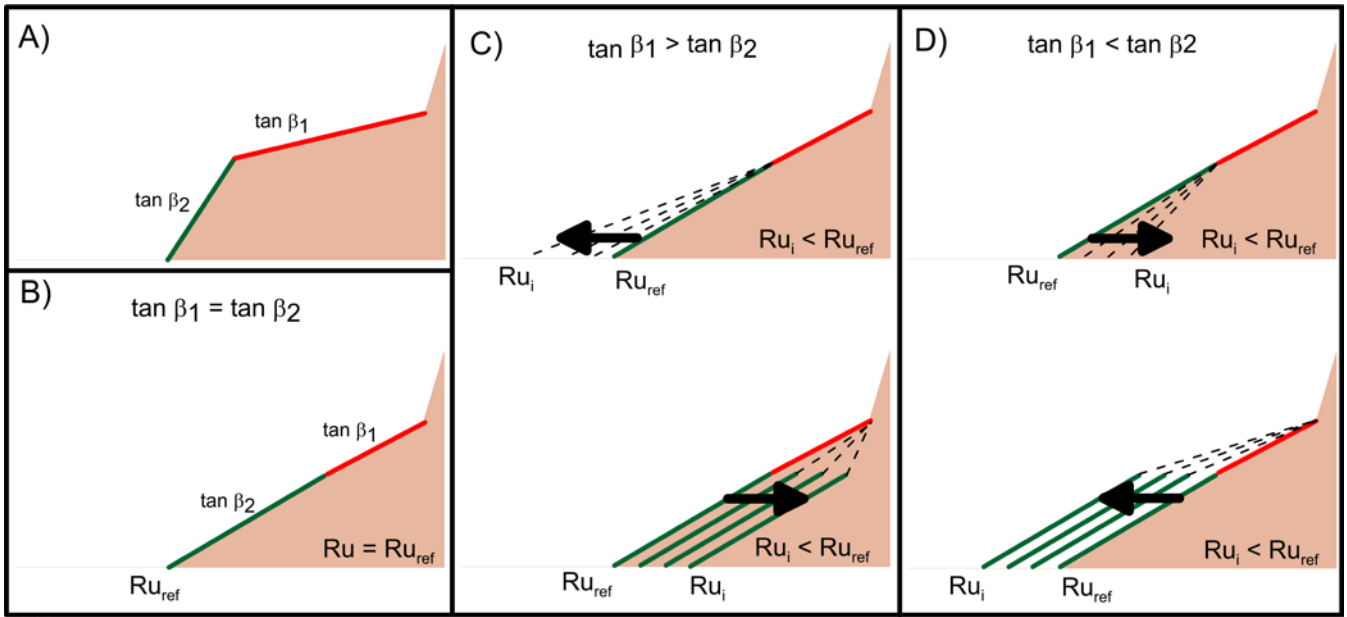 A)
tan β1
tan β2
B)
tan β1 = tan β2
tan β1
tan β2
Ru = Ruref
Ruref
C)
tan β1 > tan β2
Rui < Ruref
Rui
Ruref
Rui < Ruref
Ruref
Rui
D)
tan β1 < tan β2
Rui < Ruref
Ruref
Rui
Rui < Ruref
Rui
Ruref